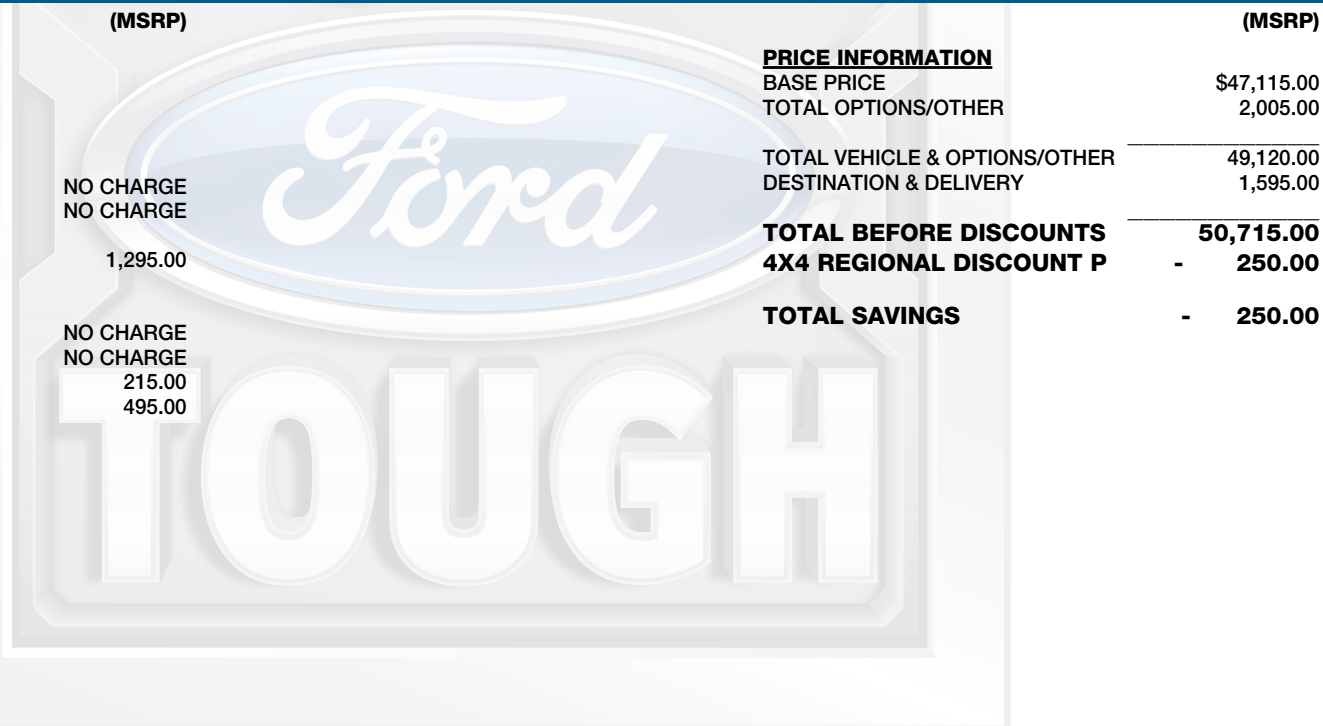 (MSRP)
NO CHARGE
NO CHARGE
1,295.00
NO CHARGE
NO CHARGE
215.00
495.00
(MSRP)
PRICE INFORMATION
BASE PRICE $47,115.00
TOTAL OPTIONS/OTHER 2,005.00
TOTAL VEHICLE & OPTIONS/OTHER 49,120.00
DESTINATION & DELIVERY 1,595.00
TOTAL BEFORE DISCOUNTS 50,715.00
4X4 REGIONAL DISCOUNT P - 250.00
TOTAL SAVINGS - 250.00
Ford
TOUGH